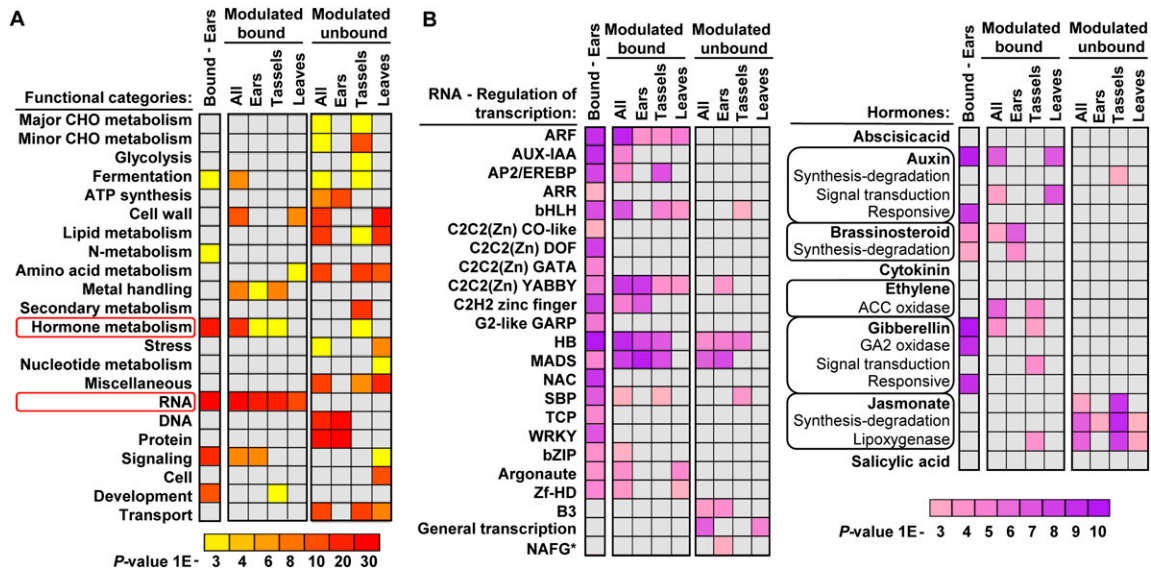 A
Bound - Ears
Modulated bound
All
Ears
Tassels
Leaves
Modulated unbound
All
Ears
Tassels
Leaves
Functional categories:
Major CHO metabolism
Minor CHO metabolism
Glycolysis
Fermentation
ATP synthesis
Cell wall
Lipid metabolism
N-metabolism
Amino acid metabolism
Metal handling
Secondary metabolism
Hormone metabolism
Stress
Nucleotide metabolism
Miscellaneous
RNA
DNA
Protein
Signaling
Cell
Development
Transport
P-value 1E- 3 4 6 8 10 20 30
B
Bound - Ears
Modulated bound
All
Ears
Tassels
Leaves
Modulated unbound
All
Ears
Tassels
Leaves
RNA - Regulation of
transcription:
ARF
AUX-IAA
AP2/EREBP
ARR
bHLH
C2C2(Zn) CO-like
C2C2(Zn) DOF
C2C2(Zn) GATA
C2C2(Zn) YABBY
C2H2 zinc finger
G2-like GARP
HB
MADS
NAC
SBP
TCP
WRKY
bZIP
Argonaute
Zf-HD
B3
General transcription
NAFG*
Bound - Ears
Modulated bound
All
Ears
Tassels
Leaves
Modulated unbound
All
Ears
Tassels
Leaves
Hormones:
Abscisicacid
Auxin
Synthesis-degradation
Signal transduction
Responsive
Brassinosteroid
Synthesis-degradation
Cytokinin
Ethylene
ACC oxidase
Gibberellin
GA2 oxidase
Signal transduction
Responsive
Jasmonate
Synthesis-degradation
Lipoxygenase
Salicylic acid
P-value 1E- 3 4 5 6 7 8 9 10